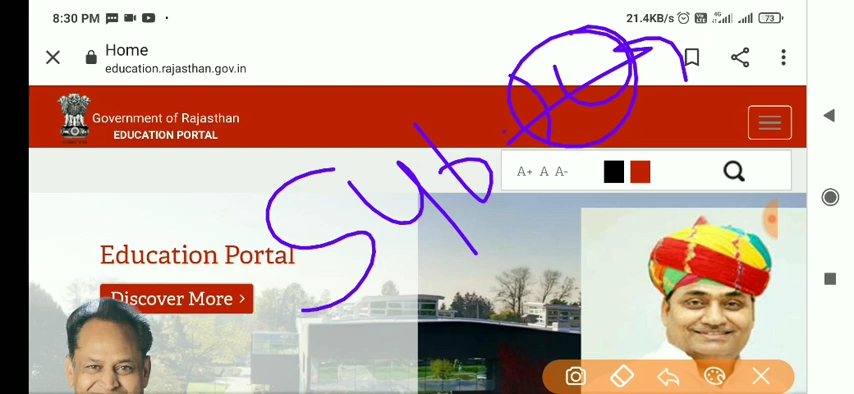 8:30 PM
21.4KB/s 4G 73
Home
education.rajasthan.gov.in
Government of Rajasthan
EDUCATION PORTAL
A+ A A-
Education Portal
Discover More >